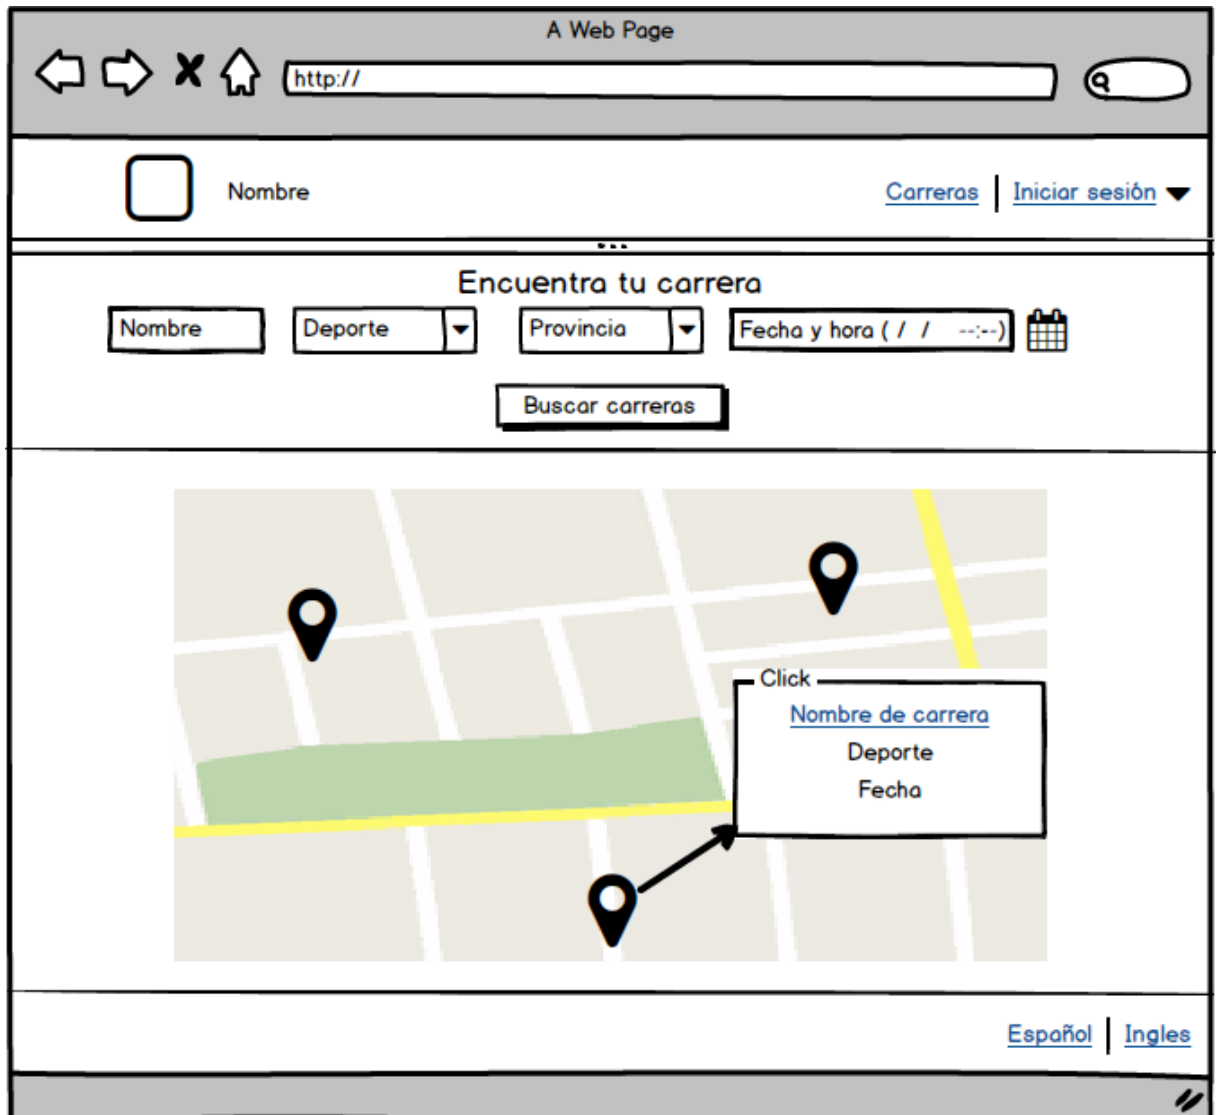 A Web Page
http://
Nombre
Carreras
Iniciar sesión
Encuentra tu carrera
Nombre
Deporte
Provincia
Fecha y hora ( / / --:--)
Buscar carreras
Click
Nombre de carrera
Deporte
Fecha
Español
Ingles